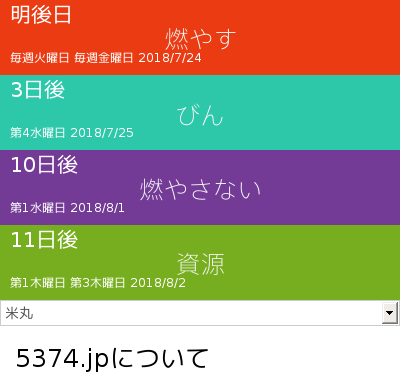 明後日
燃やす
毎週火曜日 毎週金曜日 2018/7/24
3日後
びん
第4水曜日 2018/7/25
10日後
燃やさない
第1水曜日 2018/8/1
11日後
資源
第1木曜日 第3木曜日 2018/8/2
米丸
5374.jpについて